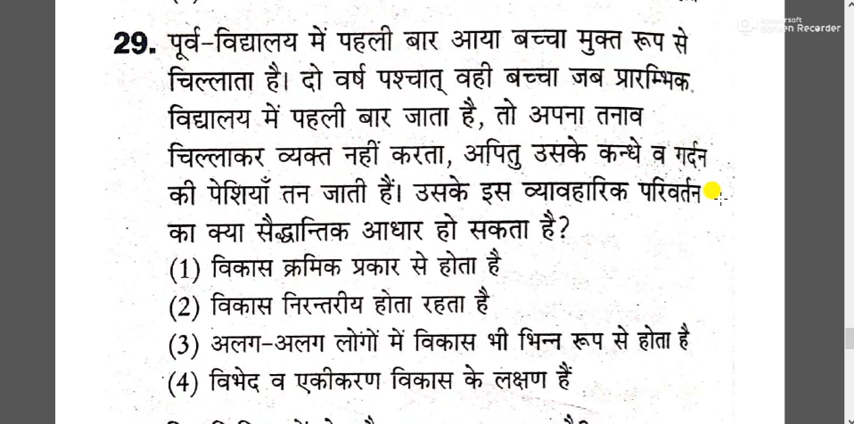 29. पूर्व-विद्यालय में पहली बार आया बच्चा मुक्त रूप से
चिल्लाता है। दो वर्ष पश्चात् वही बच्चा जब प्रारम्भिक
विद्यालय में पहली बार जाता है, तो अपना तनाव
चिल्लाकर व्यक्त नहीं करता, अपितु उसके कन्धे व गर्दन
की पेशियाँ तन जाती हैं। उसके इस व्यावहारिक परिवर्तन
का क्या सैद्धान्तिक आधार हो सकता है?
(1) विकास क्रमिक प्रकार से होता है
(2) विकास निरन्तरीय होता रहता है
(3) अलग-अलग लोगों में विकास भी भिन्न रूप से होता है
(4) विभेद व एकीकरण विकास के लक्षण हैं
Recorder